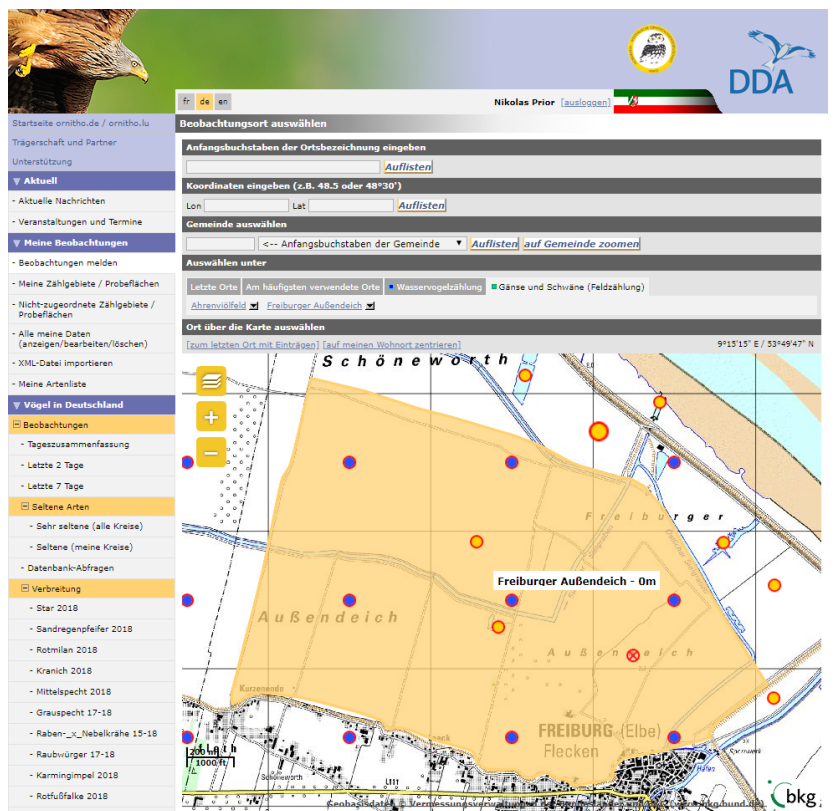 DDA
fr de en
Nikolas Prior [ausloggen]
Startseite ornitho.de / ornitho.lu
Trägerschaft und Partner
Unterstützung
Aktuell
- Aktuelle Nachrichten
- Veranstaltungen und Termine
Meine Beobachtungen
- Beobachtungen melden
- Meine Zählgebiete / Probeflächen
- Nicht-zugeordnete Zählgebiete /
Probeflächen
- Alle meine Daten
(anzeigen/bearbeiten/löschen)
- XML-Datei importieren
- Meine Artenliste
Vögel in Deutschland
Beobachtungen
- Tageszusammenfassung
- Letzte 2 Tage
- Letzte 7 Tage
Seltene Arten
- Sehr seltene (alle Kreise)
- Seltene (meine Kreise)
- Datenbank-Abfragen
Verbreitung
- Star 2018
- Sandregenpfeifer 2018
- Rotmilan 2018
- Kranich 2018
- Mittelspecht 2018
- Grauspecht 17-18
- Raben-_x_Nebelkrähe 15-18
- Raubwürger 17-18
- Karmingimpel 2018
- Rotfußfalke 2018
Beobachtungsort auswählen
Anfangsbuchstaben der Ortsbezeichnung eingeben
Auflisten
Koordinaten eingeben (z.B. 48.5 oder 48°30')
Lon Lat Auflisten
Gemeinde auswählen
<-- Anfangsbuchstaben der Gemeinde Auflisten auf Gemeinde zoomen
Auswählen unter
Letzte Orte Am häufigsten verwendete Orte Wasservogelzählung Gänse und Schwäne (Feldzählung)
Ahrenviölfeld Freiburger Außendeich
Ort über die Karte auswählen
[zum letzten Ort mit Einträgen] [auf meinen Wohnort zentrieren] 9°15'15" E / 53°49'47" N
Schöneworth
+
−
Freiburger
Freiburger Außendeich - 0m
Außendeich
Außendeich
Kurzenende
FREIBURG (Elbe)
Flecken
Hafen
200 m
1000 ft
Schöneworth
L111
bkg